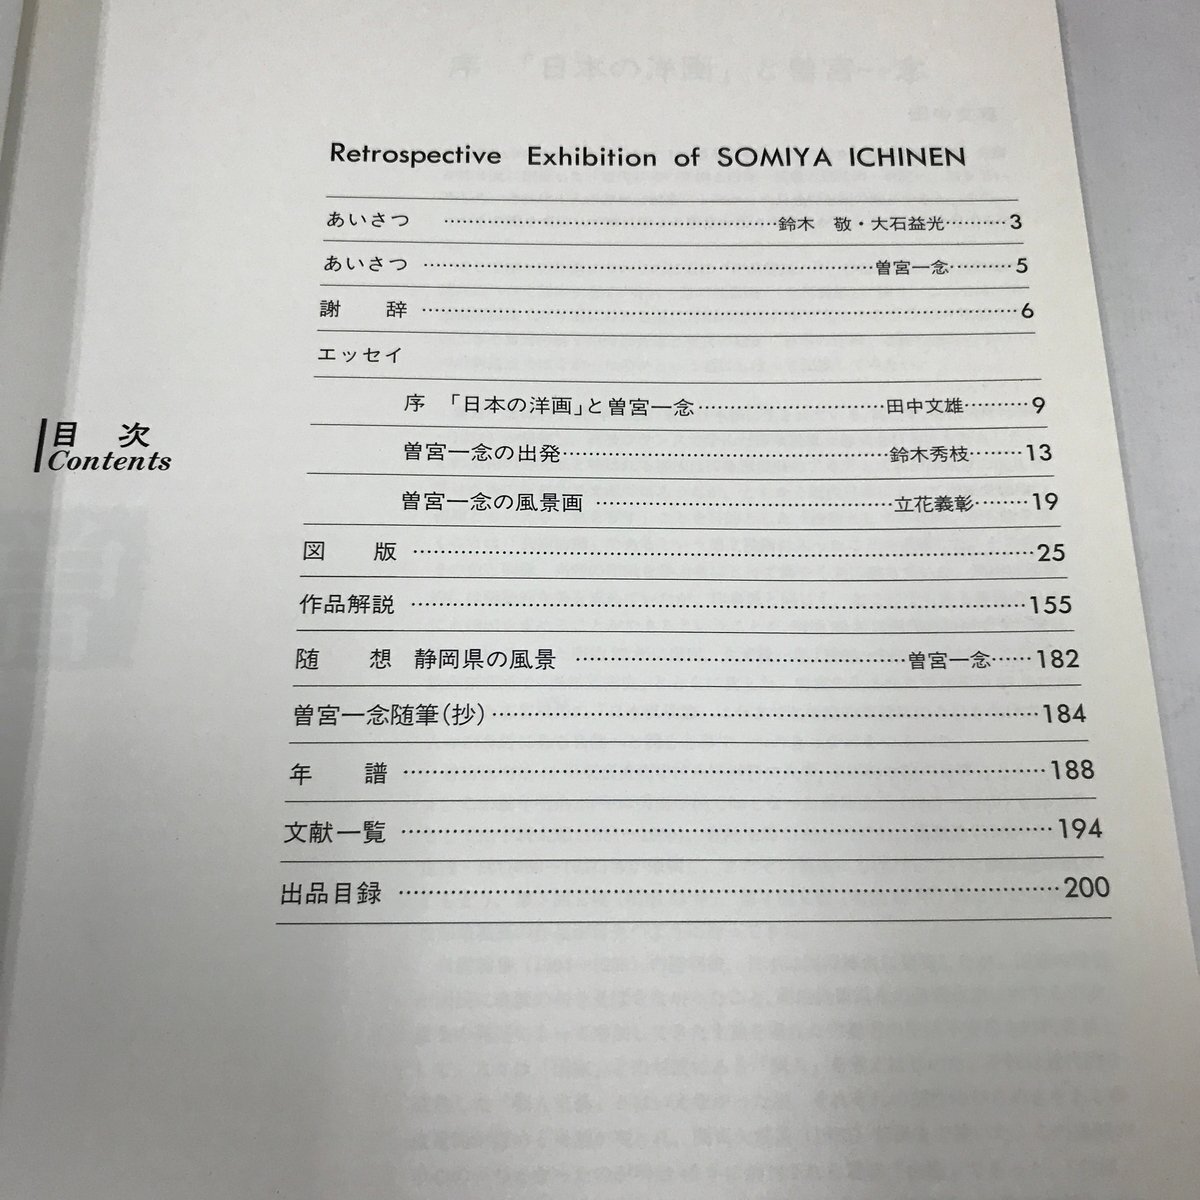 Retrospective Exhibition of SOMIYA ICHINEN
あいさつ ……………………………………鈴木 敬・大石益光………3
あいさつ ……………………………………………………曽宮一念………5
謝 辞 ………………………………………………………………………6
エッセイ
序 「日本の洋画」と曽宮一念………………………田中文雄………9
曽宮一念の出発……………………………………鈴木秀枝……13
曽宮一念の風景画 …………………………………立花義彰……19
図 版 ………………………………………………………………………25
作品解説 ……………………………………………………………………155
随 想 静岡県の風景 ……………………………………曽宮一念……182
曽宮一念随筆(抄)……………………………………………………………184
年 譜 ………………………………………………………………………188
文献一覧 ……………………………………………………………………194
出品目録 ……………………………………………………………………200
目 次
Contents